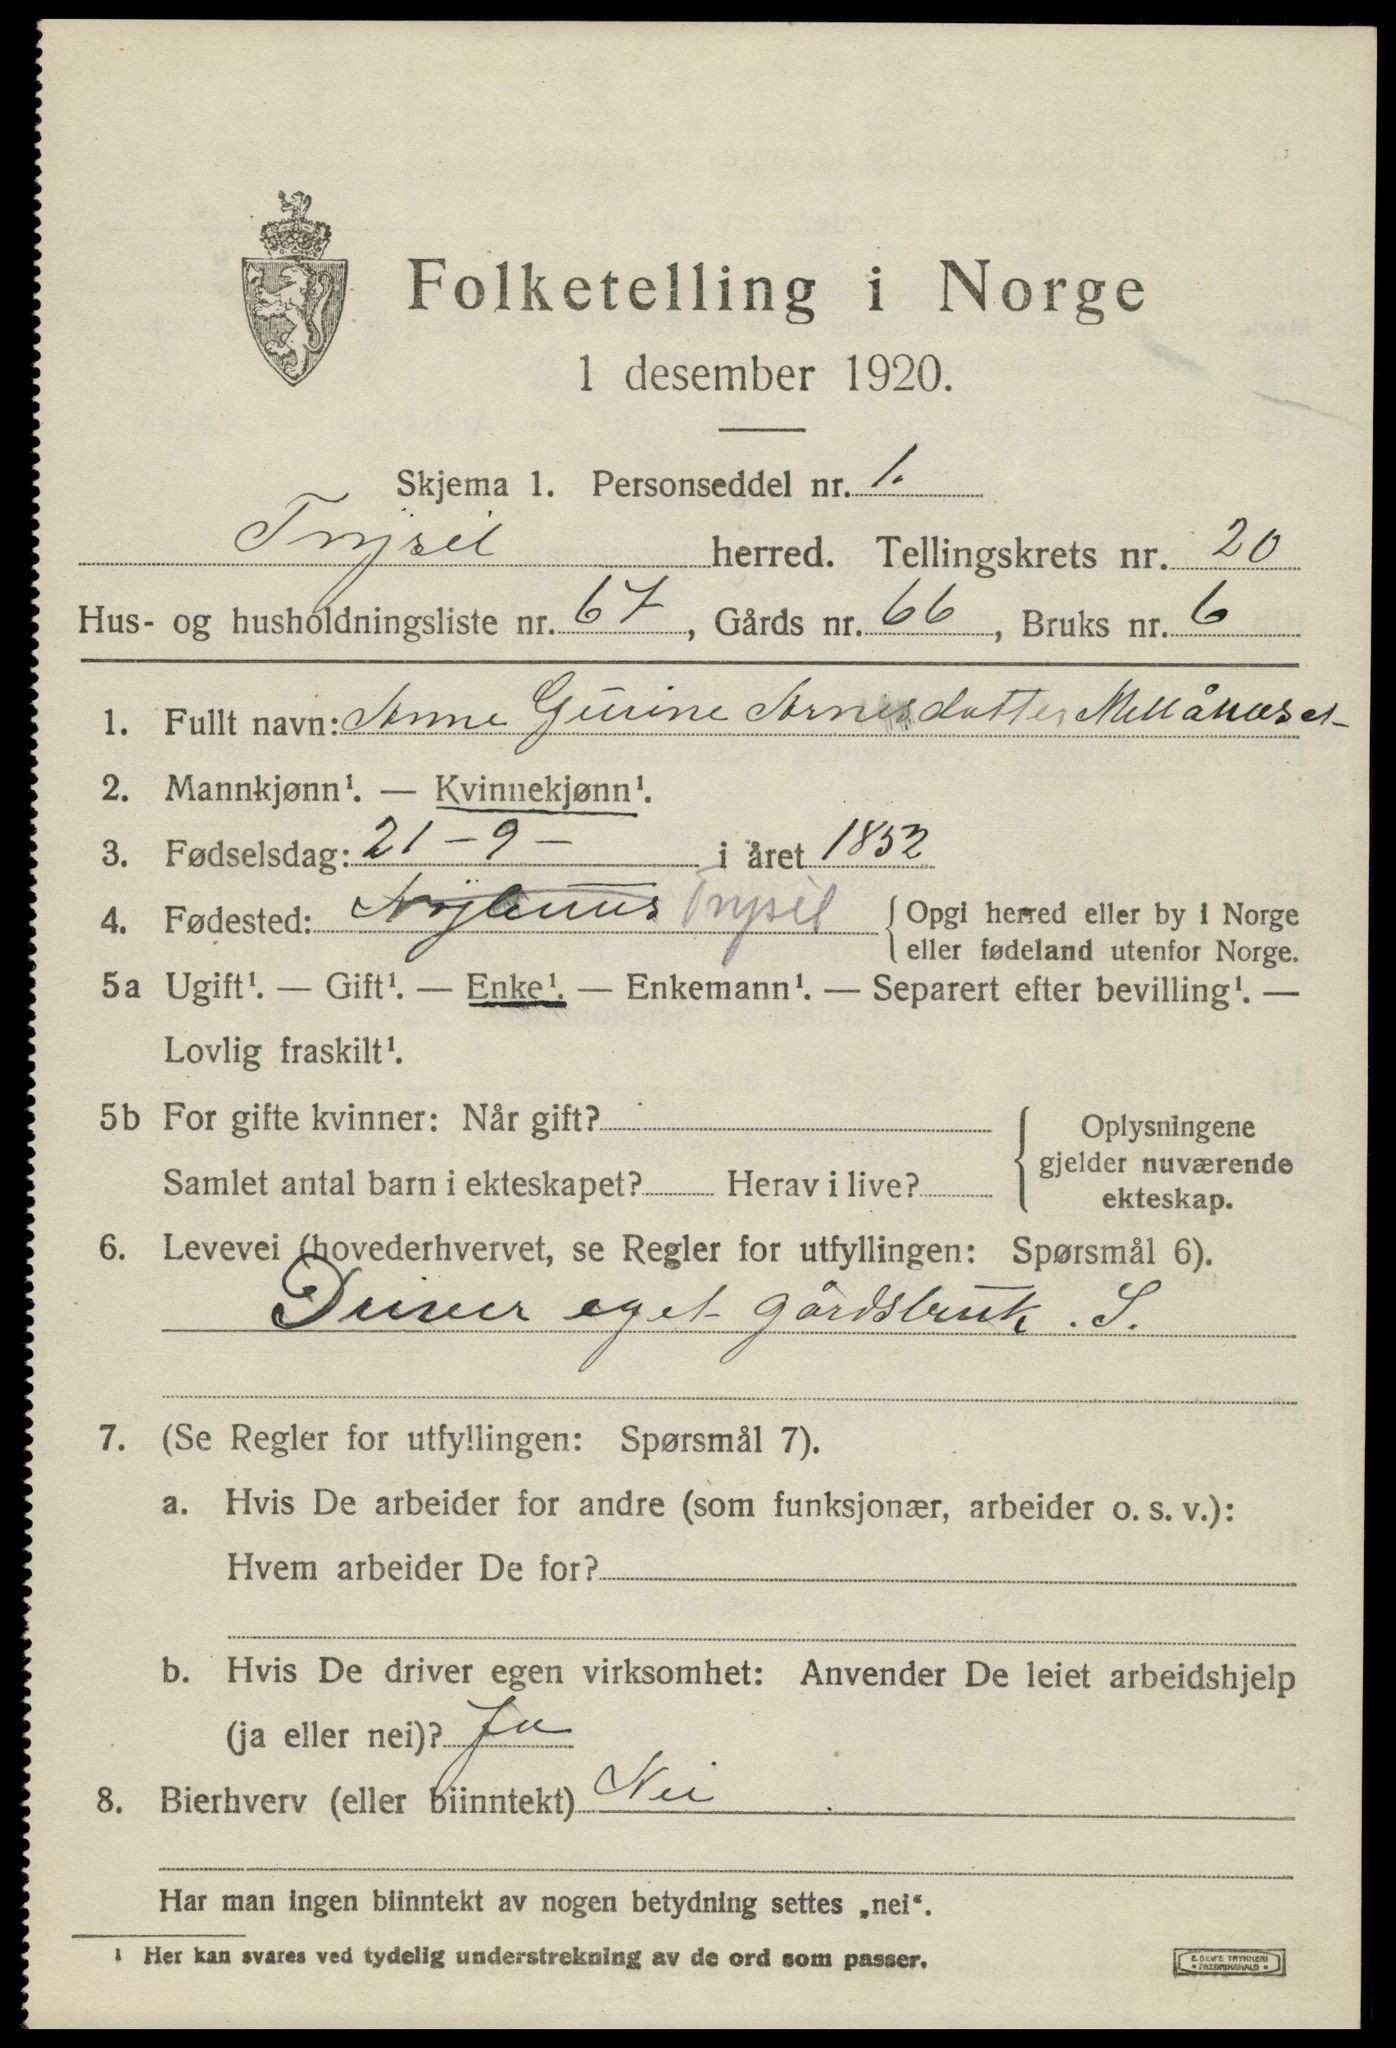 Folketelling i Norge
1 desember 1920.
Skjema 1. Personseddel nr. 1.
Trysil herred. Tellingskrets nr. 20
Hus- og husholdningsliste nr. 67, Gårds nr. 66, Bruks nr. 6
1. Fullt navn: Anne Gurine Arnesdatter
2. Mannkjønn¹. — Kvinnekjønn¹.
3. Fødselsdag: 21-9- i året 1852
4. Fødested: Trysil {Opgi herred eller by i Norge
eller fødeland utenfor Norge.
5a Ugift¹. — Gift¹. — Enke¹. — Enkemann¹. — Separert efter bevilling¹. —
Lovlig fraskilt¹.
5b For gifte kvinner: Når gift?
Samlet antal barn i ekteskapet? Herav i live?
{Oplysningene
gjelder nuværende
ekteskap.
6. Levevei (hovederhvervet, se Regler for utfyllingen: Spørsmål 6).
Driver eget gårdsbruk. S.
7. (Se Regler for utfyllingen: Spørsmål 7).
a. Hvis De arbeider for andre (som funksjonær, arbeider o. s. v.):
Hvem arbeider De for?
b. Hvis De driver egen virksomhet: Anvender De leiet arbeidshjelp
(ja eller nei)? Ja
8. Bierhverv (eller biinntekt) Nei
Har man ingen biinntekt av nogen betydning settes „nei“.
¹ Her kan svares ved tydelig understrekning av de ord som passer.
E. SEM'S TRYKKERI
• FREDRIKSHALD •